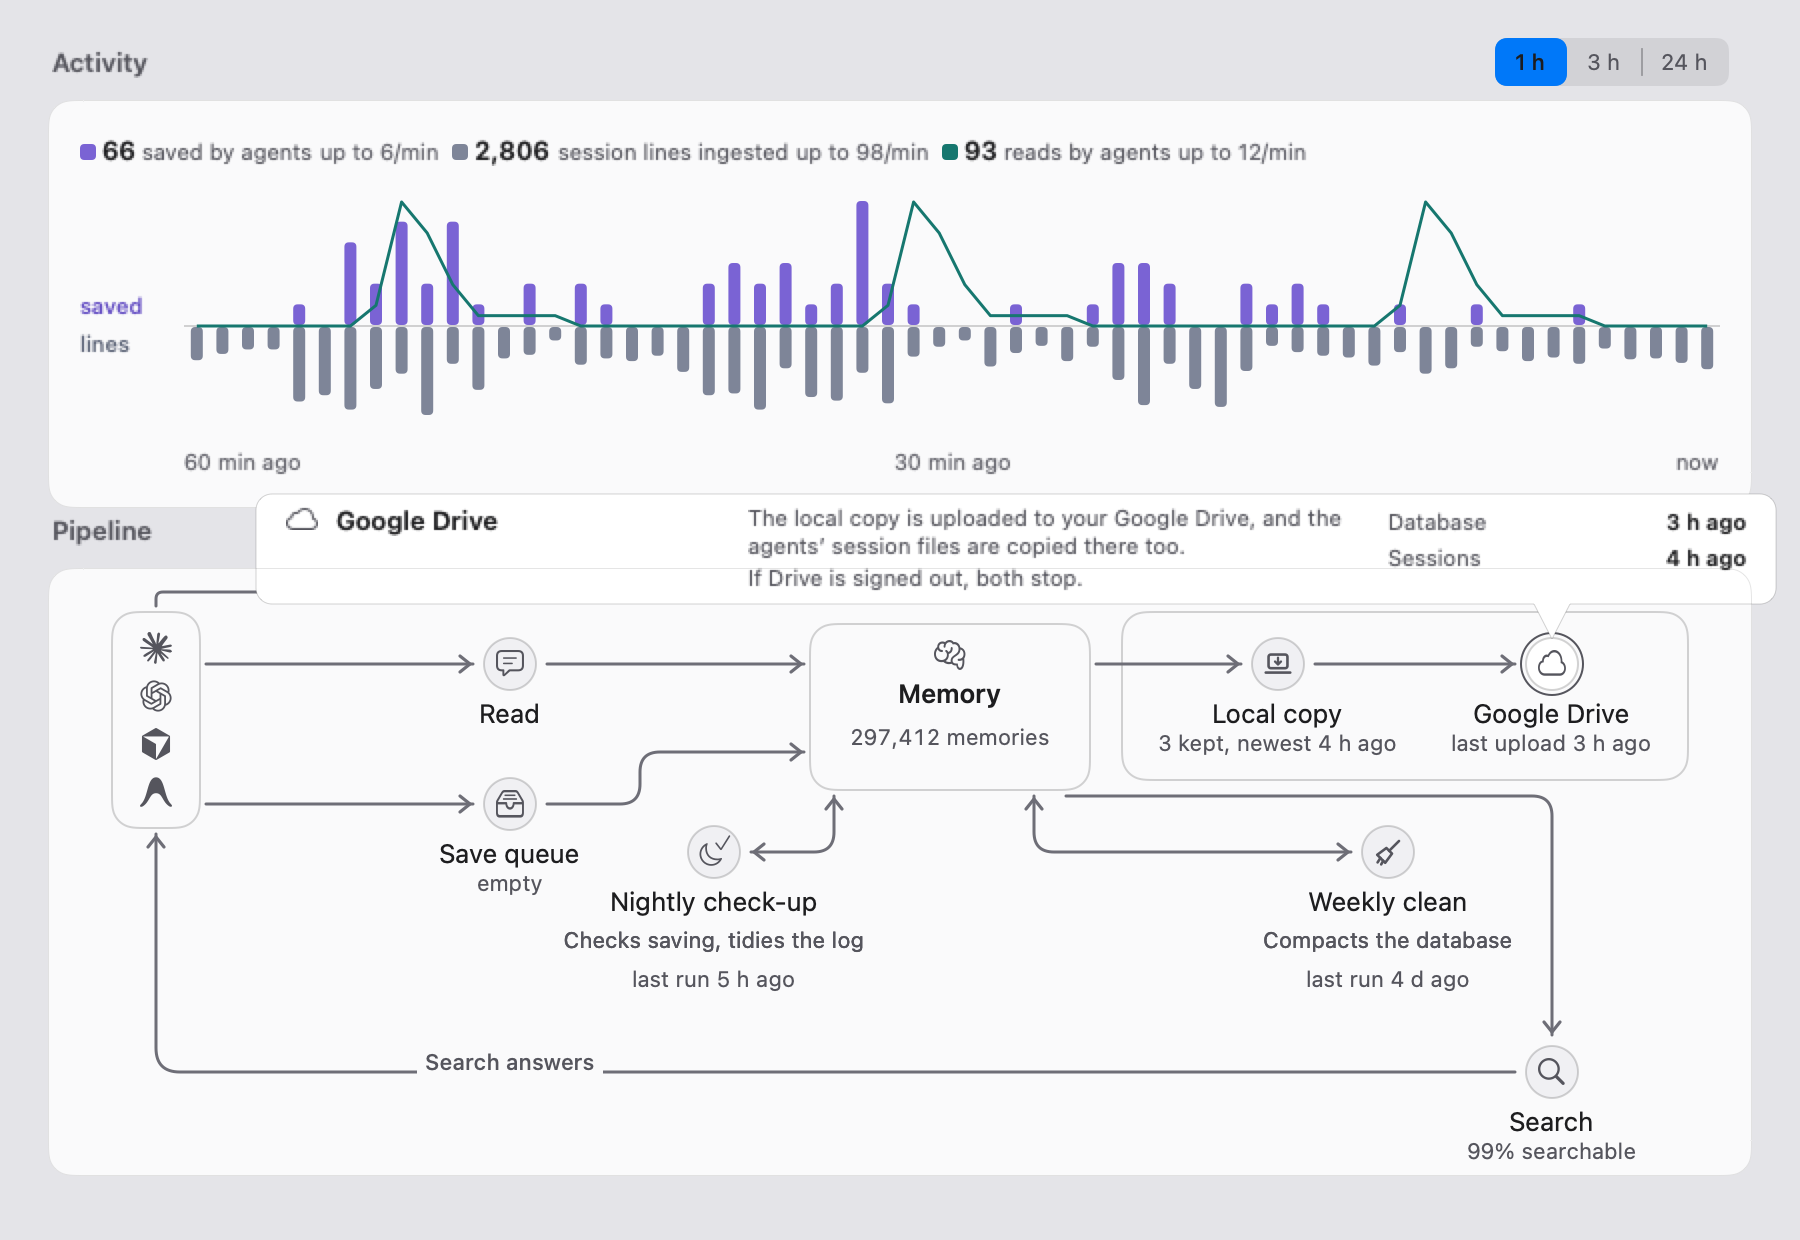 Activity
1 h
3 h
24 h
66 saved by agents up to 6/min
2,806 session lines ingested up to 98/min
93 reads by agents up to 12/min
saved
lines
60 min ago
30 min ago
now
Pipeline
Google Drive
The local copy is uploaded to your Google Drive, and the
agents’ session files are copied there too.
If Drive is signed out, both stop.
Database 3 h ago
Sessions 4 h ago
Read
Memory
297,412 memories
Local copy
3 kept, newest 4 h ago
Google Drive
last upload 3 h ago
Save queue
empty
Nightly check-up
Checks saving, tidies the log
last run 5 h ago
Weekly clean
Compacts the database
last run 4 d ago
Search answers
Search
99% searchable